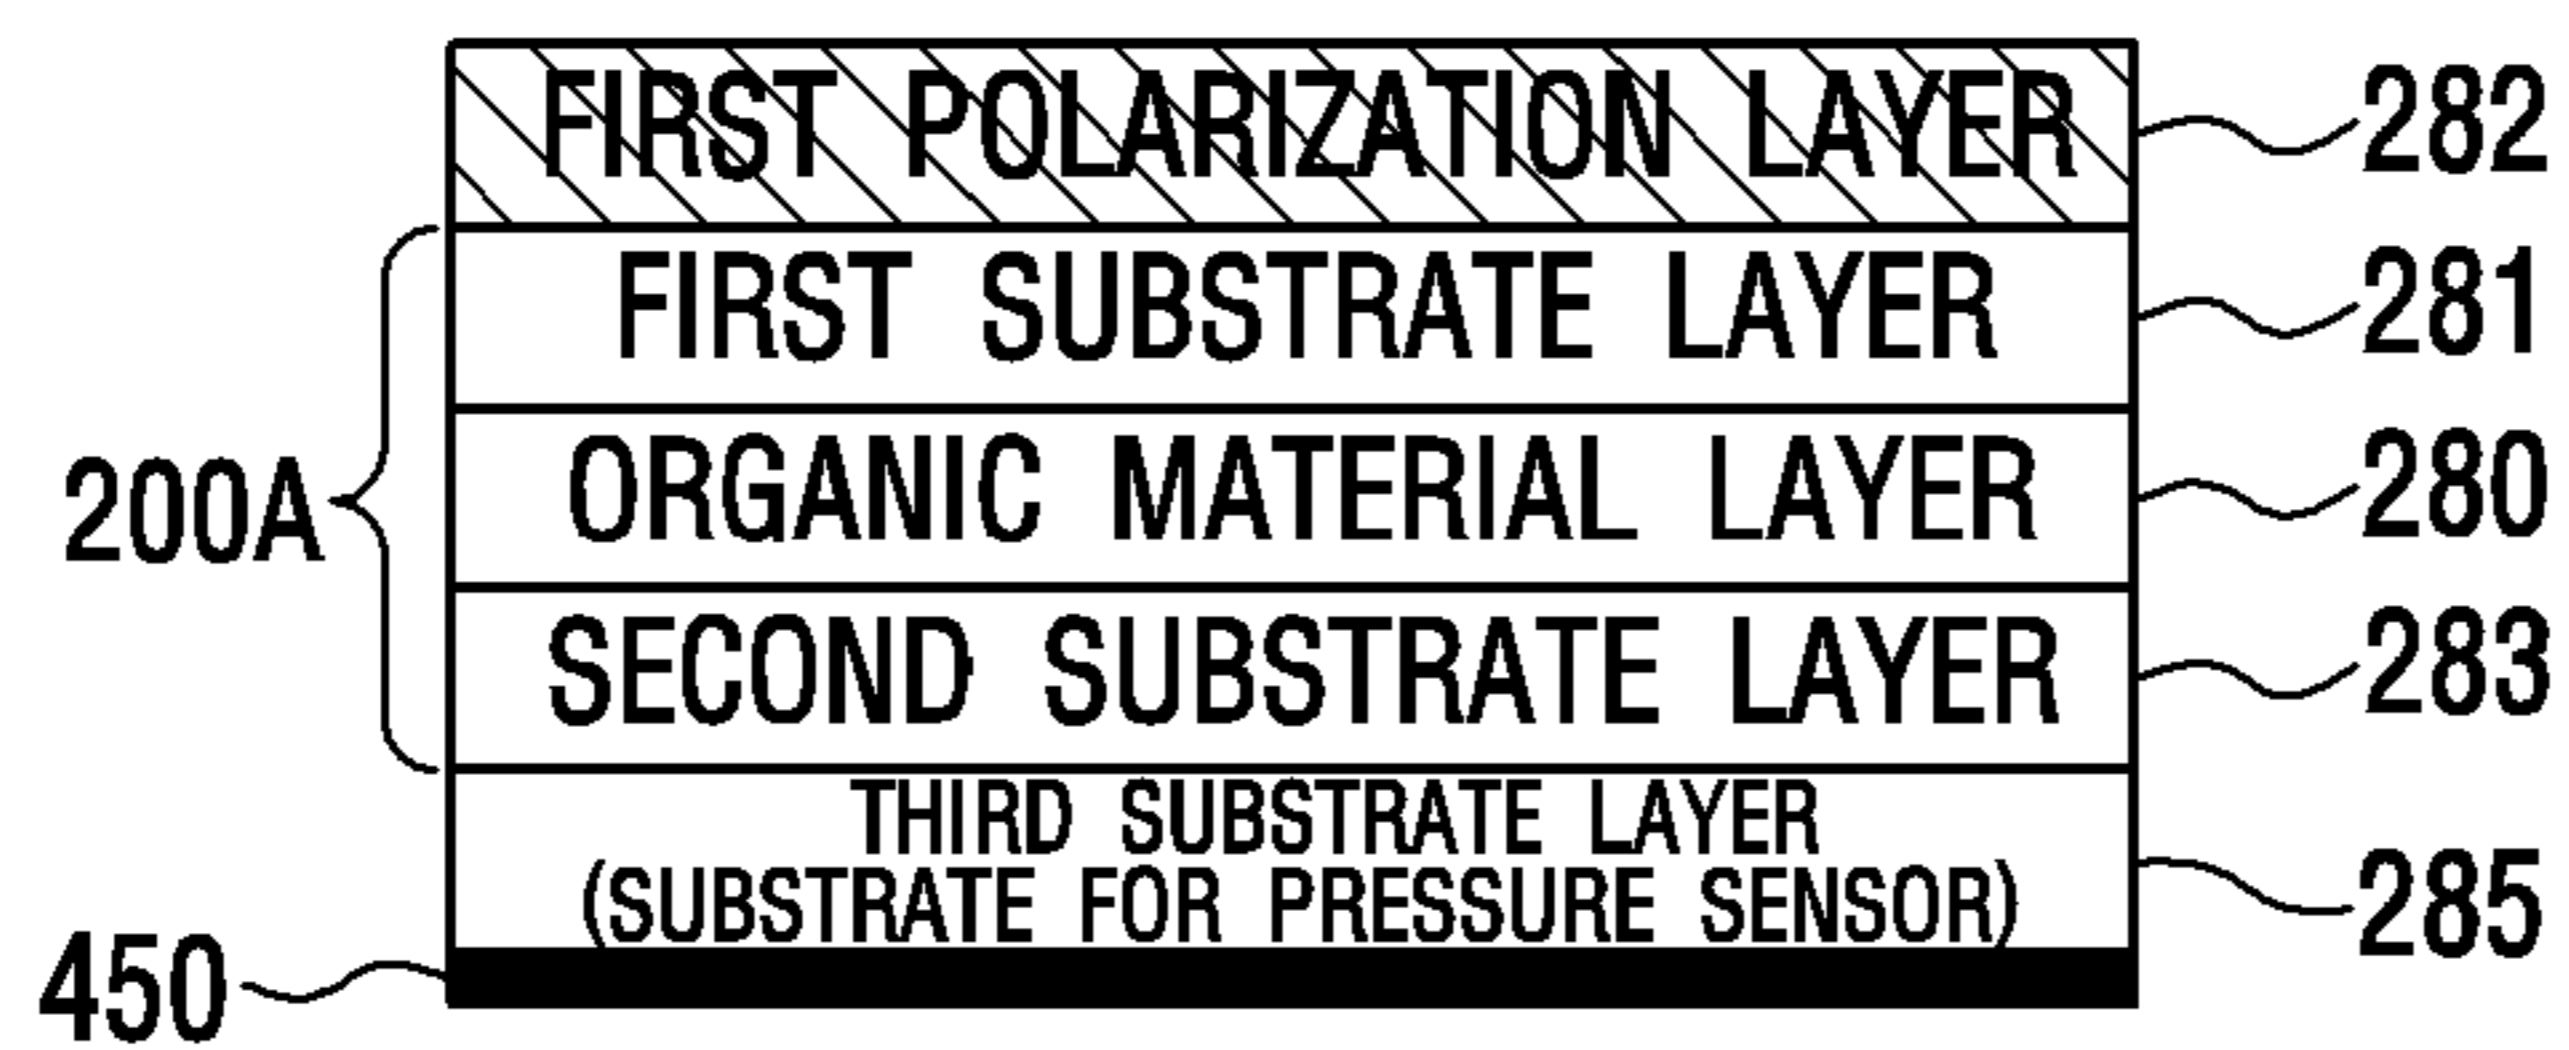 FIRST POLARIZATION LAYER 282
FIRST SUBSTRATE LAYER 281
200A ORGANIC MATERIAL LAYER 280
SECOND SUBSTRATE LAYER 283
THIRD SUBSTRATE LAYER
(SUBSTRATE FOR PRESSURE SENSOR) 285
450